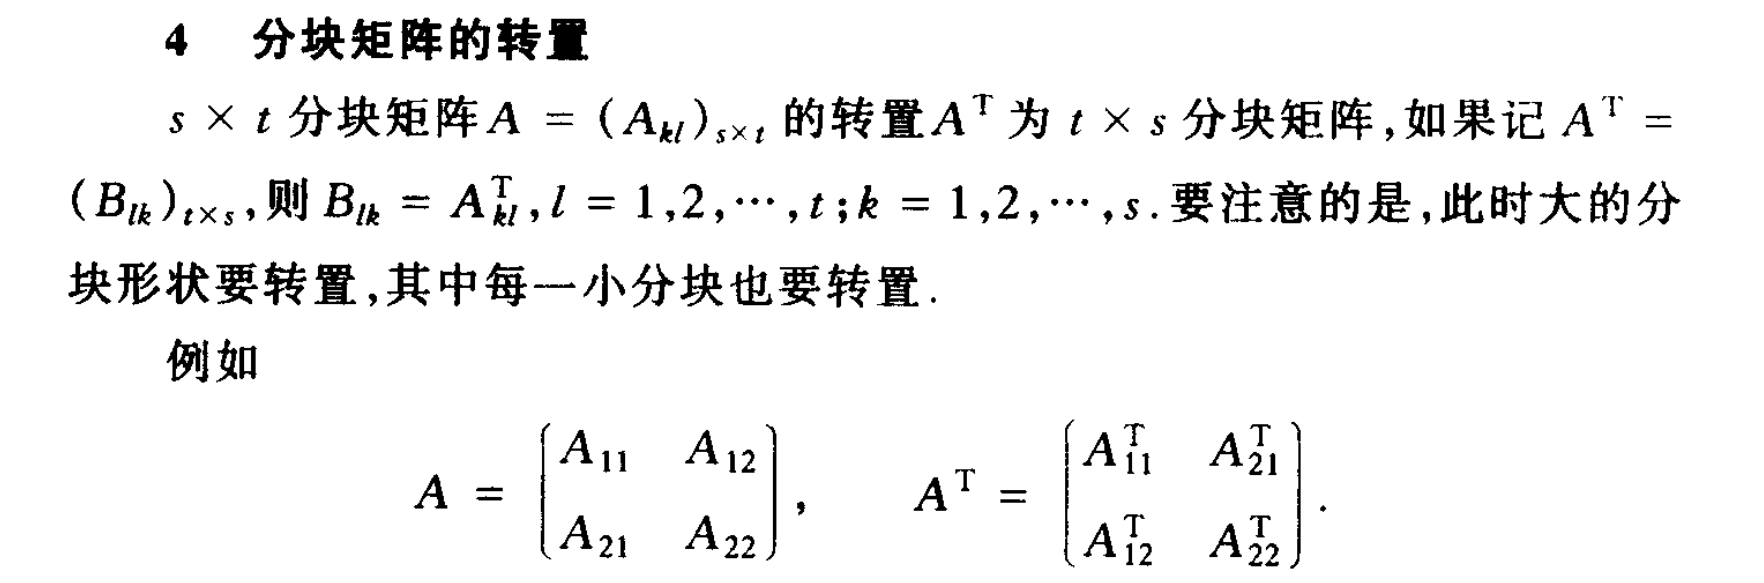 4 分块矩阵的转置
s × t 分块矩阵 A = (A_{kl})_{s×t} 的转置 A^T 为 t × s 分块矩阵,如果记 A^T =
(B_{lk})_{t×s},则 B_{lk} = A_{kl}^T, l = 1,2,⋯,t; k = 1,2,⋯,s.要注意的是,此时大的分
块形状要转置,其中每一小分块也要转置.
例如
A = \begin{pmatrix} A_{11} & A_{12} \\ A_{21} & A_{22} \end{pmatrix}, A^T = \begin{pmatrix} A_{11}^T & A_{21}^T \\ A_{12}^T & A_{22}^T \end{pmatrix}.